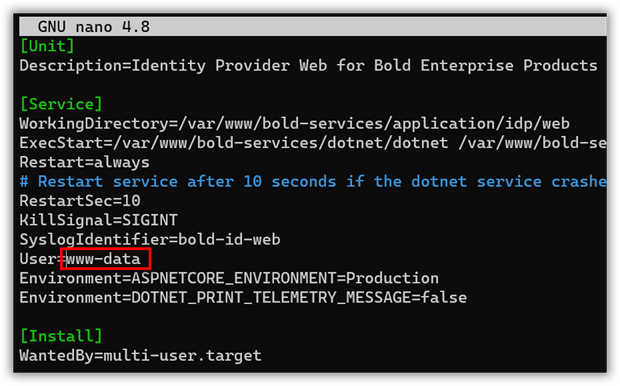 GNU nano 4.8
[Unit]
Description=Identity Provider Web for Bold Enterprise Products
[Service]
WorkingDirectory=/var/www/bold-services/application/idp/web
ExecStart=/var/www/bold-services/dotnet/dotnet /var/www/bold-se
Restart=always
# Restart service after 10 seconds if the dotnet service crashe
RestartSec=10
KillSignal=SIGINT
SyslogIdentifier=bold-id-web
User=www-data
Environment=ASPNETCORE_ENVIRONMENT=Production
Environment=DOTNET_PRINT_TELEMETRY_MESSAGE=false
[Install]
WantedBy=multi-user.target